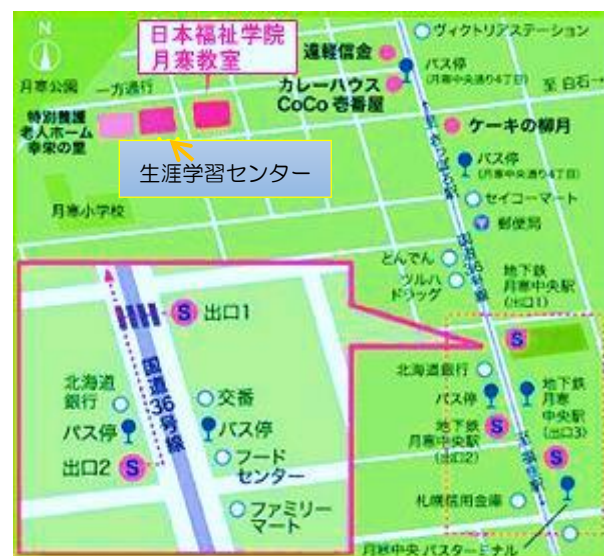 N
日本福祉学院
月寒教室
ヴィクトリアステーション
遠軽信金
バス停
(月寒中央通り4丁目)
至 白石→
月寒公園
一方通行
カレーハウス
CoCo 壱番屋
特別養護
老人ホーム
幸栄の里
ケーキの柳月
生涯学習センター
バス停
(月寒中央通り4丁目)
月寒小学校
セイコーマート
郵便局
とんでん
ツルハ
ドラッグ
国道36号線
地下鉄
月寒中央駅
(出口1)
S
出口1
S
北海道
銀行
国道36号線
交番
バス停
バス停
出口2
S
フード
センター
ファミリー
マート
北海道銀行
バス停
地下鉄
月寒
中央駅
(出口3)
地下鉄
月寒中央駅
(出口2)
S
S
札幌信用金庫
月寒中央 バスターミナル